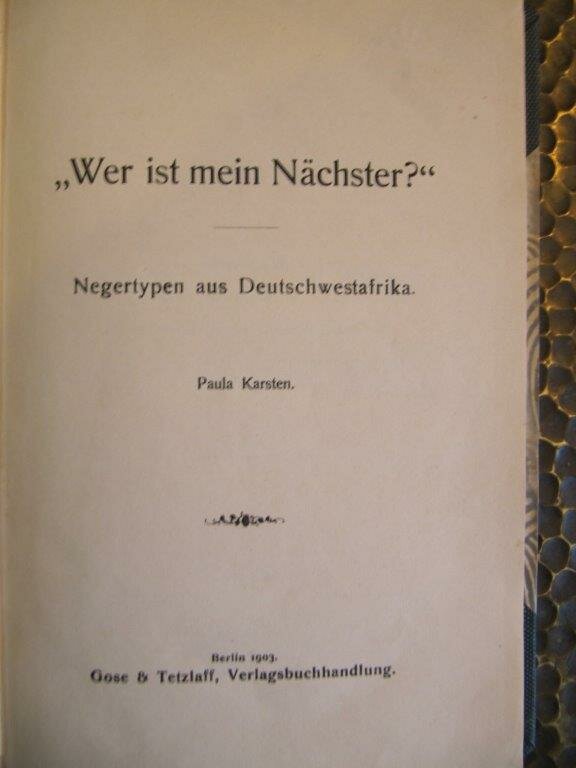 „Wer ist mein Nächster?“
Negertypen aus Deutschwestafrika.
Paula Karsten.
Berlin 1903.
Gose & Tetzlaff, Verlagsbuchhandlung.